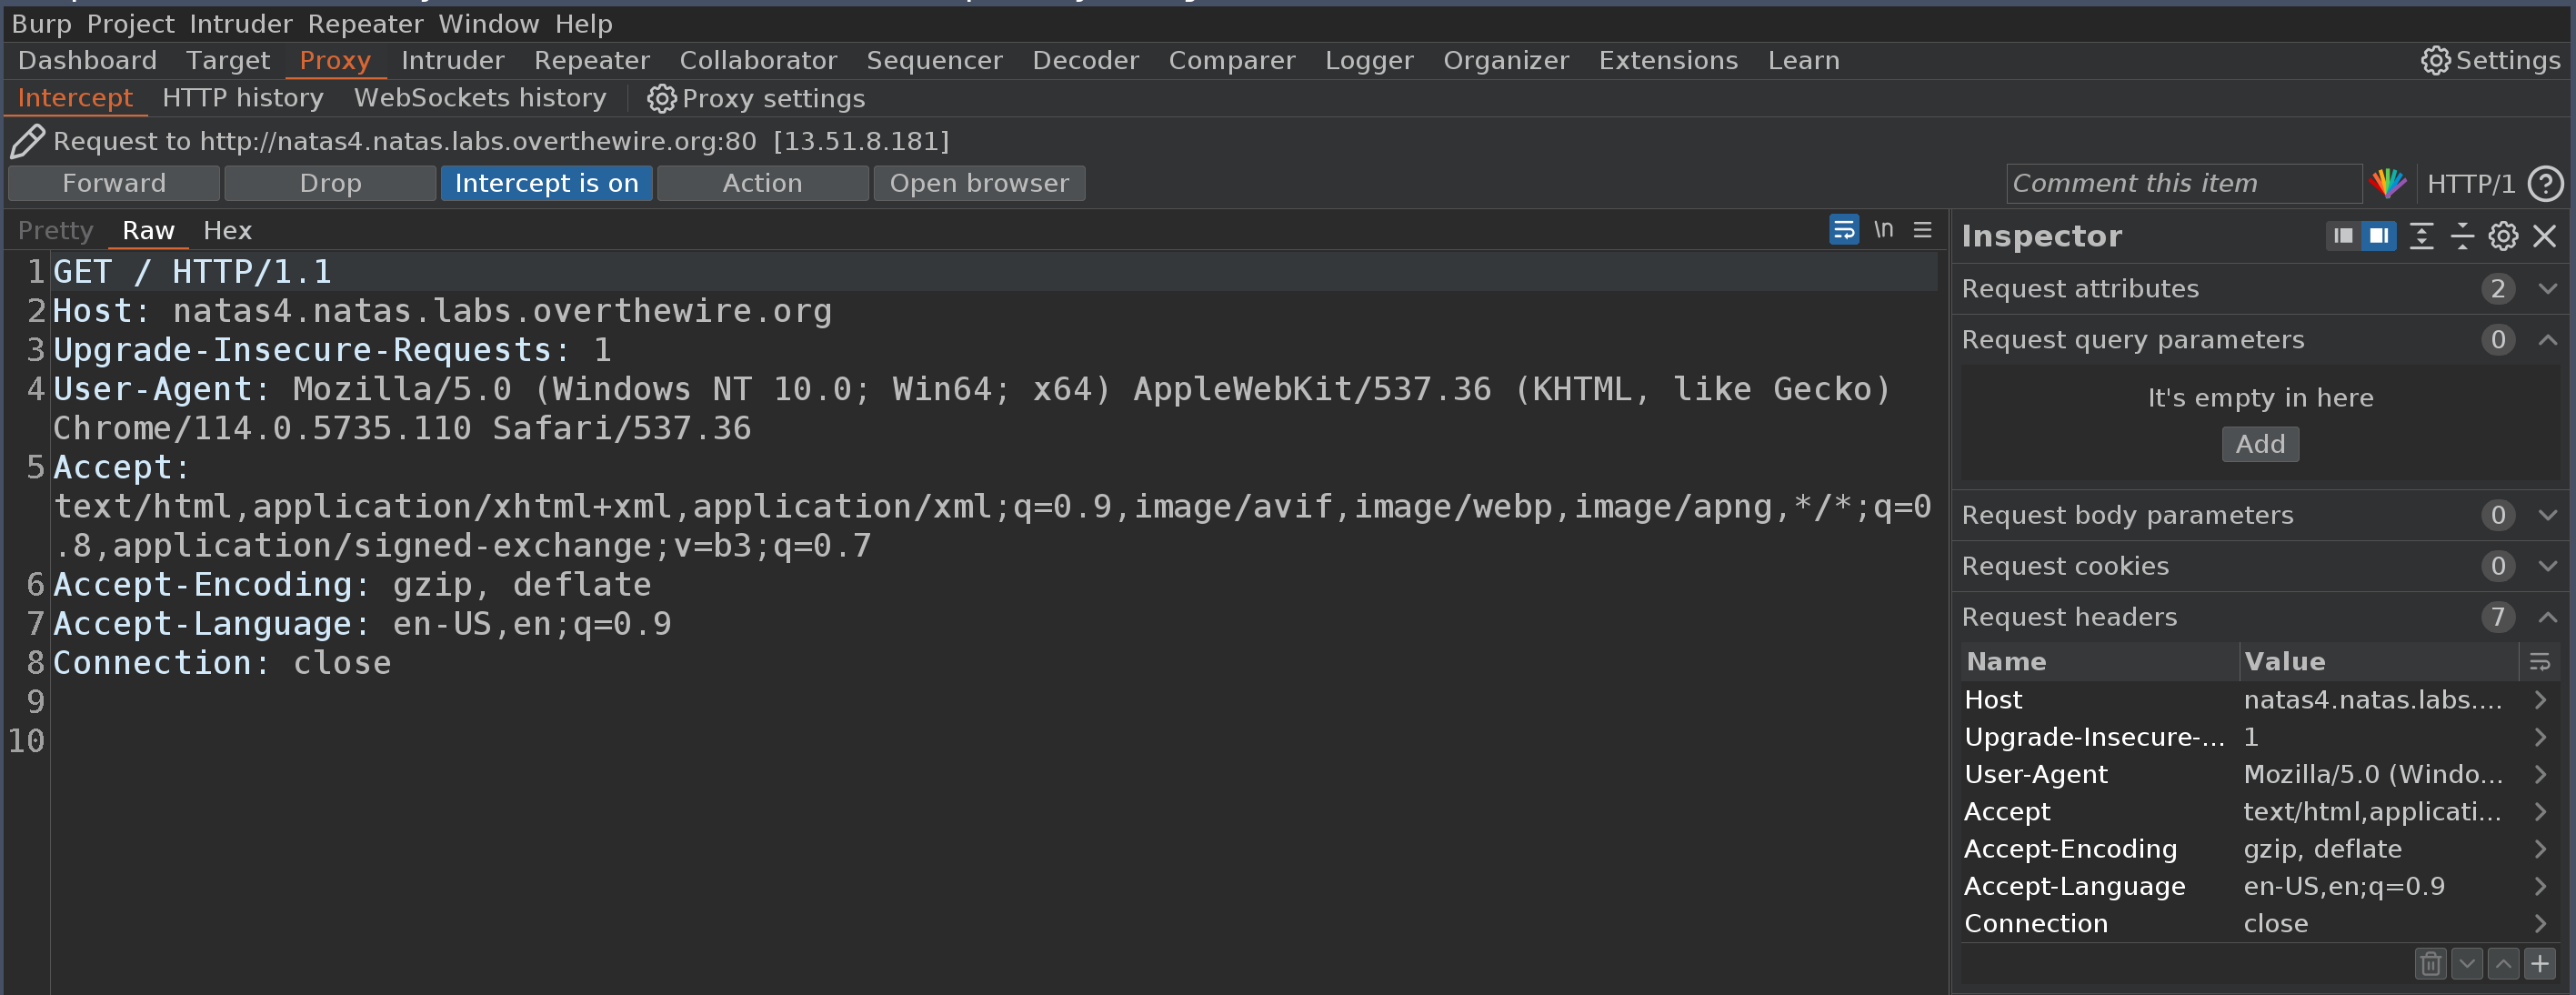 Burp Project Intruder Repeater Window Help
Dashboard Target Proxy Intruder Repeater Collaborator Sequencer Decoder Comparer Logger Organizer Extensions Learn Settings
Intercept HTTP history WebSockets history Proxy settings
Request to http://natas4.natas.labs.overthewire.org:80 [13.51.8.181]
Forward Drop Intercept is on Action Open browser Comment this item HTTP/1 ?
Pretty Raw Hex \n
1 GET / HTTP/1.1
2 Host: natas4.natas.labs.overthewire.org
3 Upgrade-Insecure-Requests: 1
4 User-Agent: Mozilla/5.0 (Windows NT 10.0; Win64; x64) AppleWebKit/537.36 (KHTML, like Gecko)
Chrome/114.0.5735.110 Safari/537.36
5 Accept:
text/html,application/xhtml+xml,application/xml;q=0.9,image/avif,image/webp,image/apng,*/*;q=0
.8,application/signed-exchange;v=b3;q=0.7
6 Accept-Encoding: gzip, deflate
7 Accept-Language: en-US,en;q=0.9
8 Connection: close
9
10
Inspector
Request attributes 2
Request query parameters 0
It's empty in here
Add
Request body parameters 0
Request cookies 0
Request headers 7
Name Value
Host natas4.natas.labs....
Upgrade-Insecure-... 1
User-Agent Mozilla/5.0 (Windo...
Accept text/html,applicati...
Accept-Encoding gzip, deflate
Accept-Language en-US,en;q=0.9
Connection close